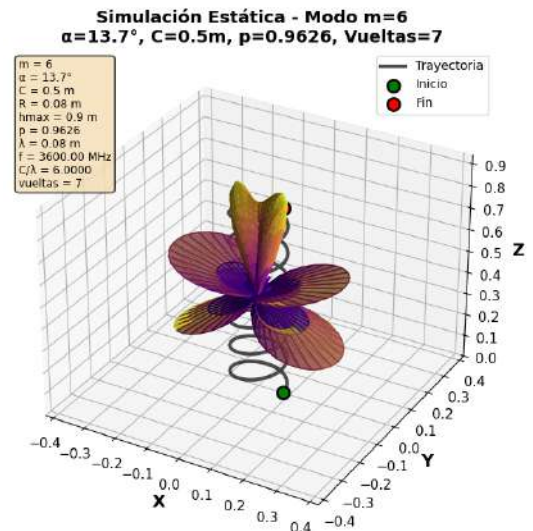 Simulación Estática - Modo m=6
α=13.7°, C=0.5m, p=0.9626, Vueltas=7
m = 6
α = 13.7°
C = 0.5 m
R = 0.08 m
hmax = 0.9 m
p = 0.9626
λ = 0.08 m
f = 3600.00 MHz
C/λ = 6.0000
vueltas = 7
Trayectoria
Inicio
Fin
0.9
0.8
0.7
0.6
0.5
0.4
0.3
0.2
0.1
0.0
Z
−0.4
−0.3
−0.2
−0.1
0.0
0.1
0.2
0.3
0.4
X
−0.4
−0.3
−0.2
−0.1
0.0
0.1
0.2
0.3
0.4
Y